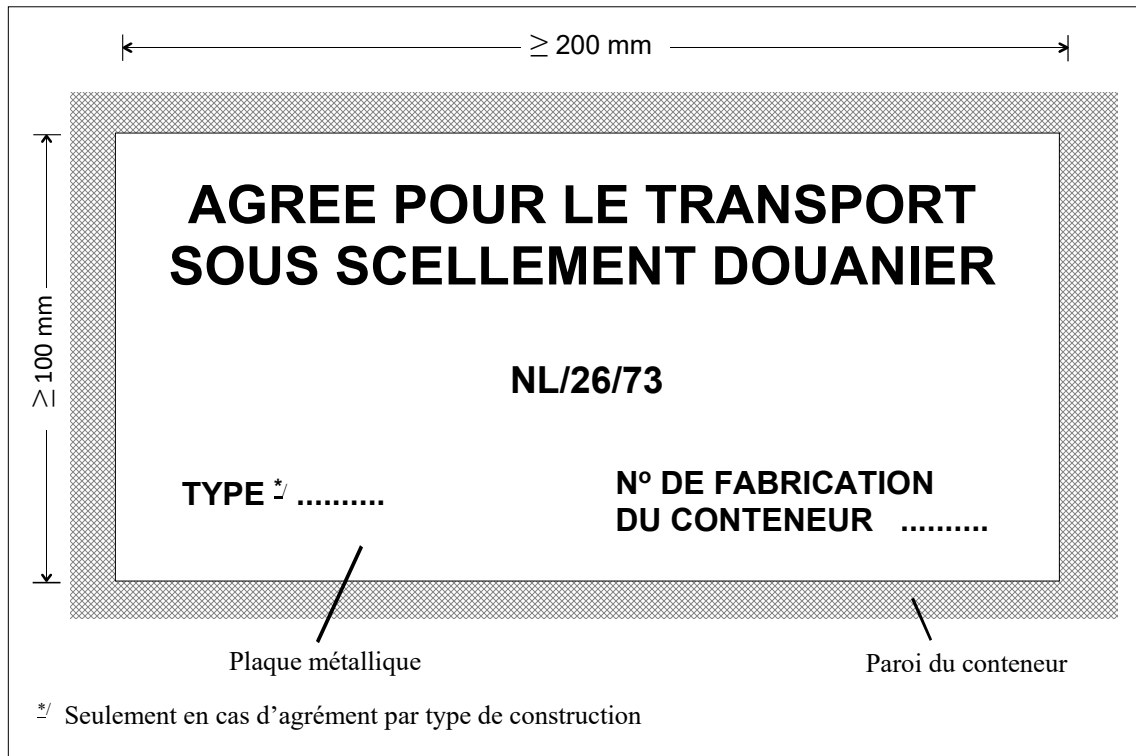 ≥ 200 mm
≥ 100 mm
AGREE POUR LE TRANSPORT
SOUS SCELLEMENT DOUANIER
NL/26/73
TYPE */ ..........
Nº DE FABRICATION
DU CONTENEUR ..........
Plaque métallique
Paroi du conteneur
*/ Seulement en cas d’agrément par type de construction